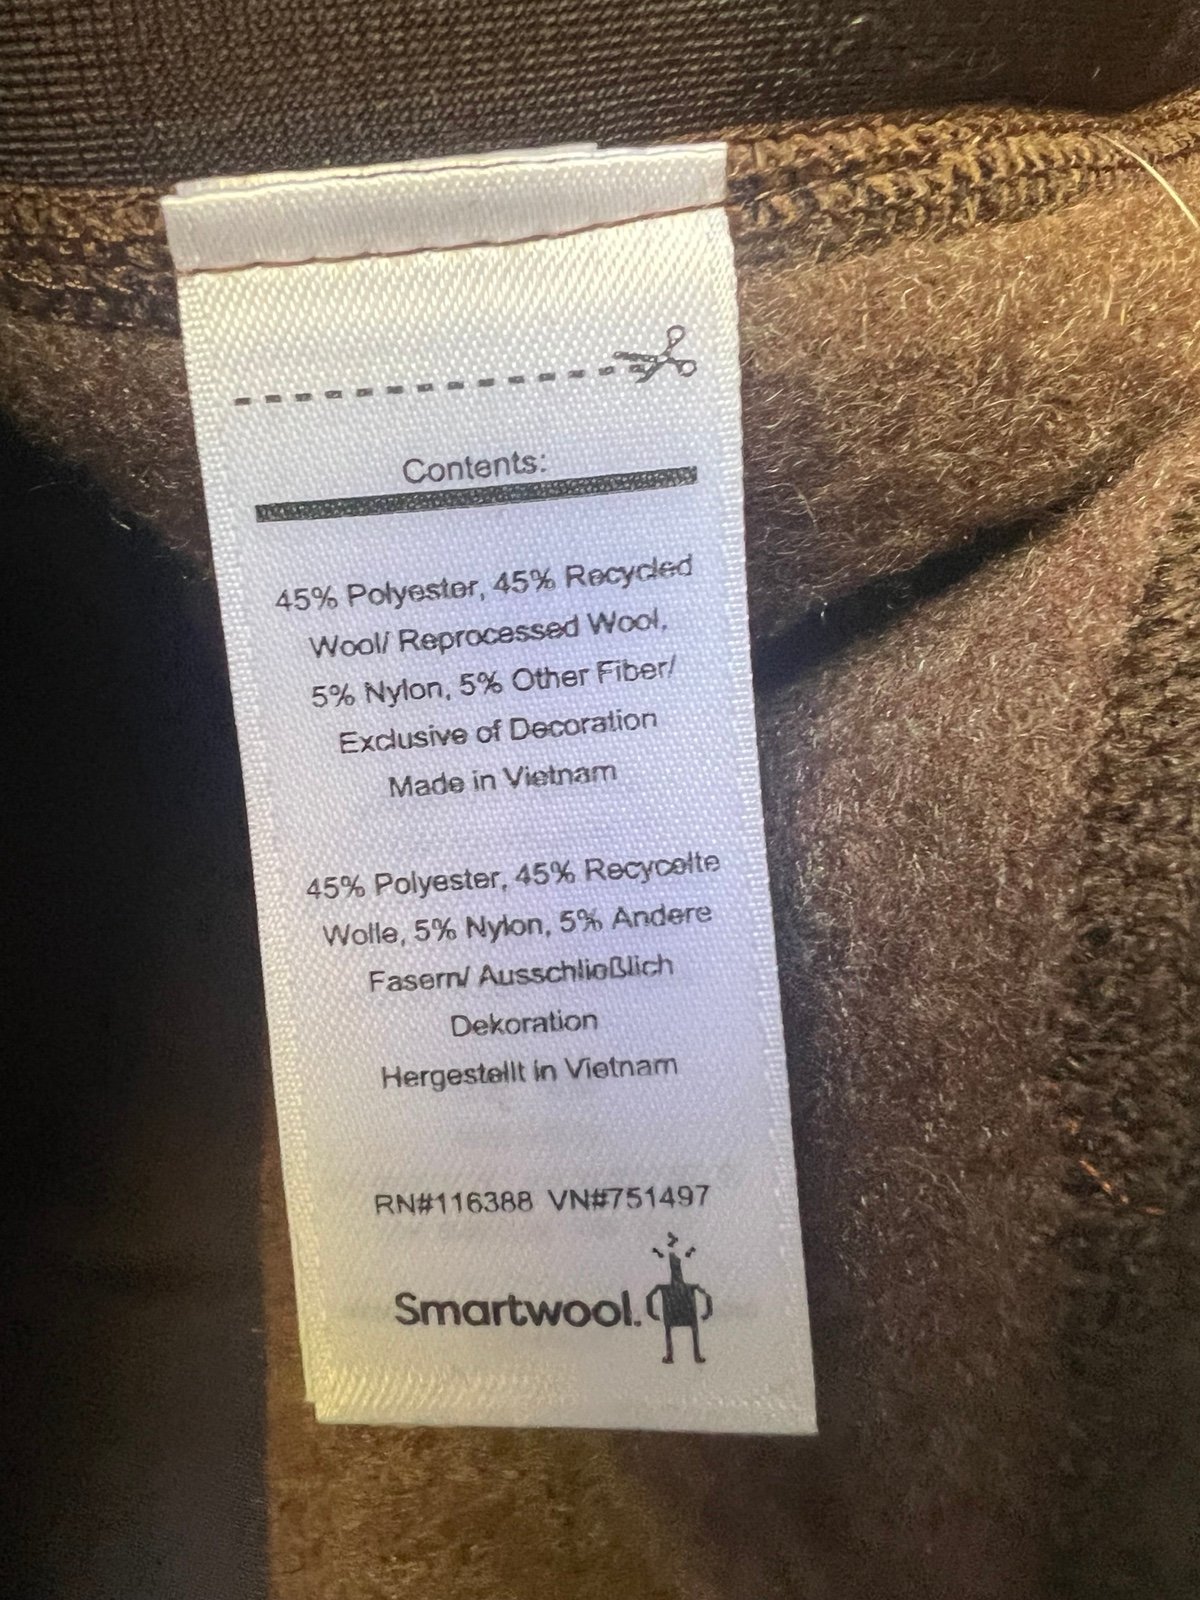 Contents:
45% Polyester, 45% Recycled
Wool/ Reprocessed Wool,
5% Nylon, 5% Other Fiber/
Exclusive of Decoration
Made in Vietnam
45% Polyester, 45% Recycelte
Wolle, 5% Nylon, 5% Andere
Fasern/ Ausschließlich
Dekoration
Hergestellt in Vietnam
RN#116388 VN#751497
Smartwool.